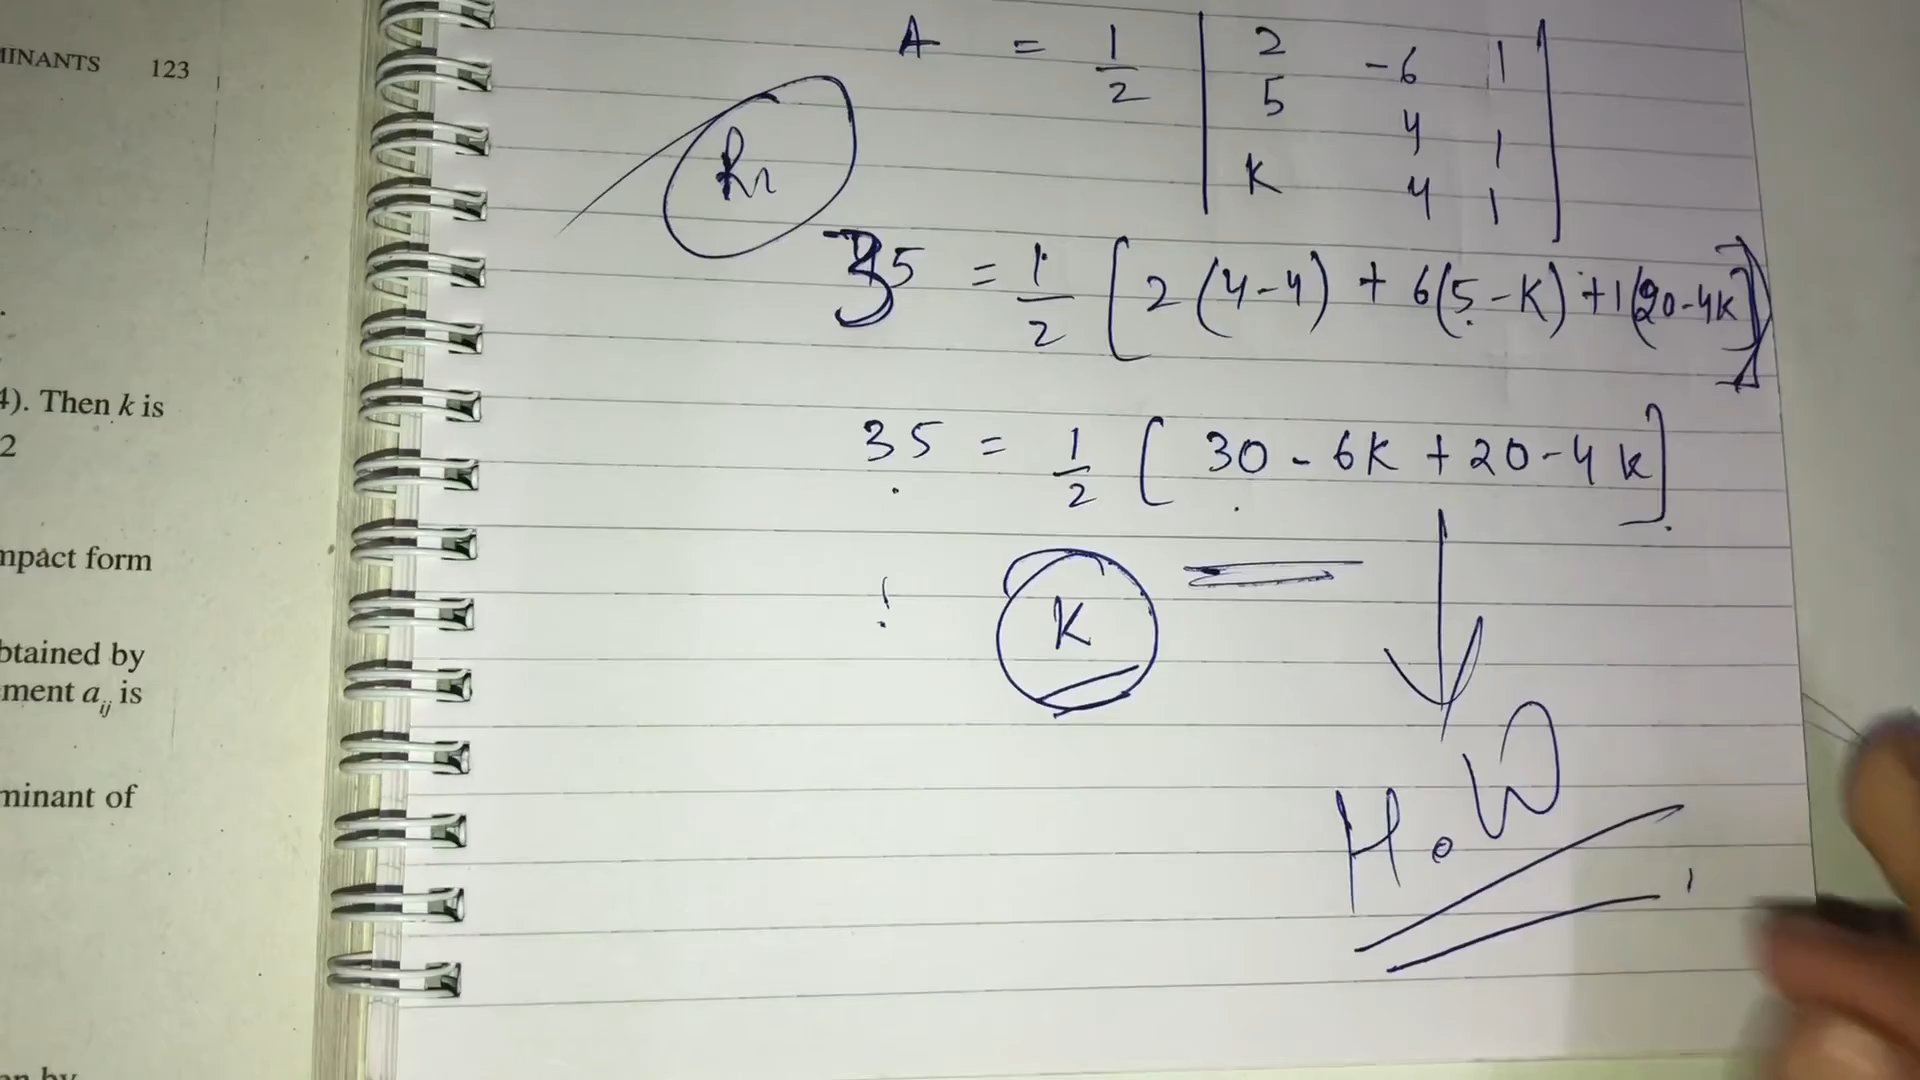 MINANTS 123
4). Then k is
2
mpact form
btained by
ment aij is
minant of
A = 1/2 | 2 -6 1
5 4 1
K 4 1 |
35 = 1/2 [ 2 (4-4) + 6(5-K) +1(20-4K)]
35 = 1/2 [ 30 - 6K + 20 - 4K]
K
H.W